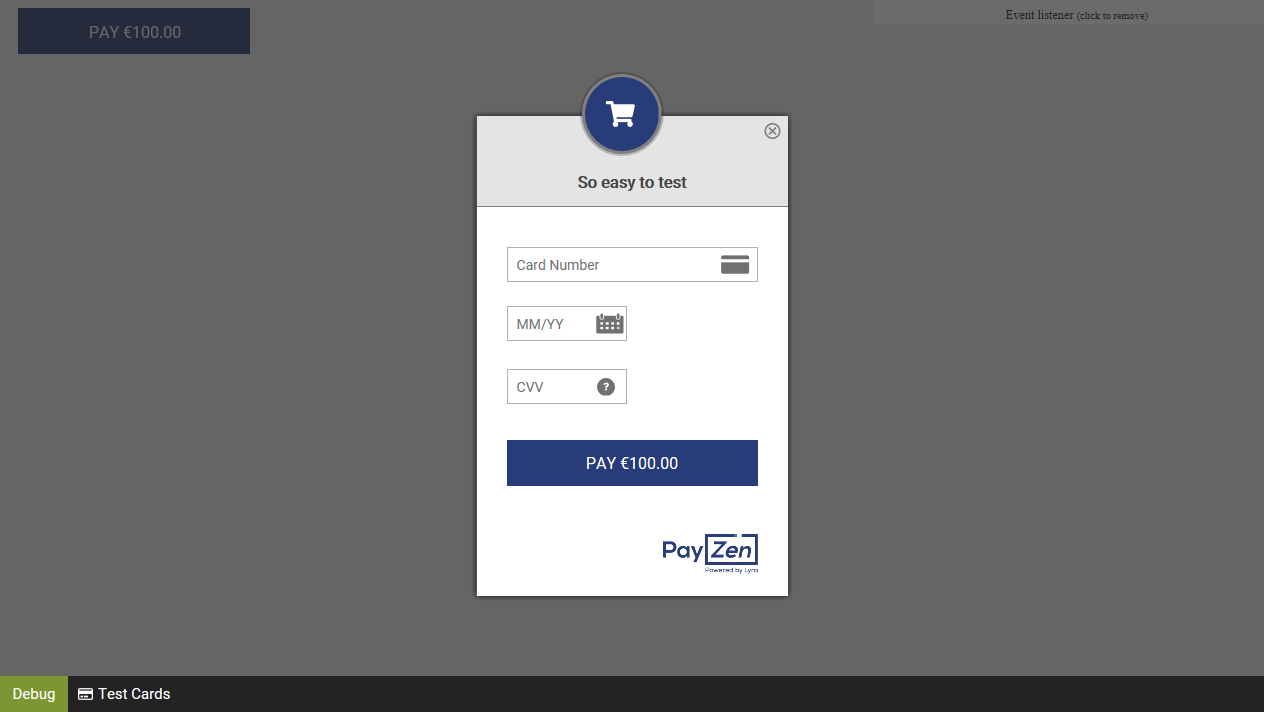 PAY €100.00
Event listener (click to remove)
So easy to test
Card Number
MM/YY
CVV
?
PAY €100.00
PayZen
Powered by Lyra
Debug
Test Cards